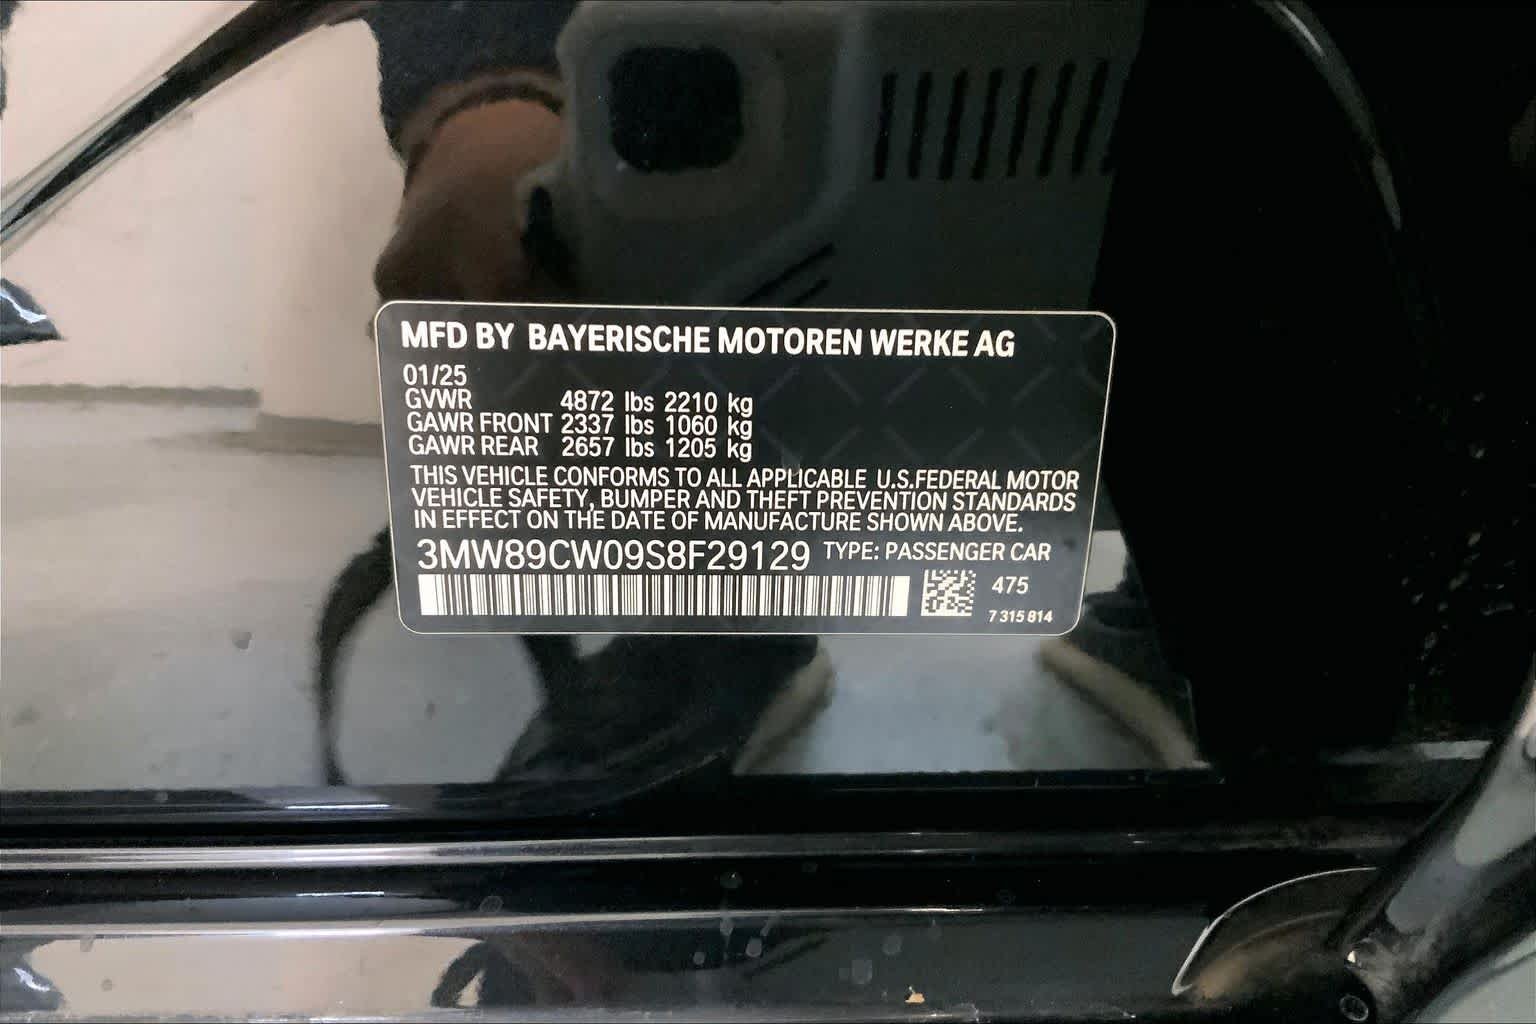 MFD BY BAYERISCHE MOTOREN WERKE AG
01/25
GVWR 4872 lbs 2210 kg
GAWR FRONT 2337 lbs 1060 kg
GAWR REAR 2657 lbs 1205 kg
THIS VEHICLE CONFORMS TO ALL APPLICABLE U.S.FEDERAL MOTOR
VEHICLE SAFETY, BUMPER AND THEFT PREVENTION STANDARDS
IN EFFECT ON THE DATE OF MANUFACTURE SHOWN ABOVE.
3MW89CW09S8F29129 TYPE: PASSENGER CAR
475
7 315 814